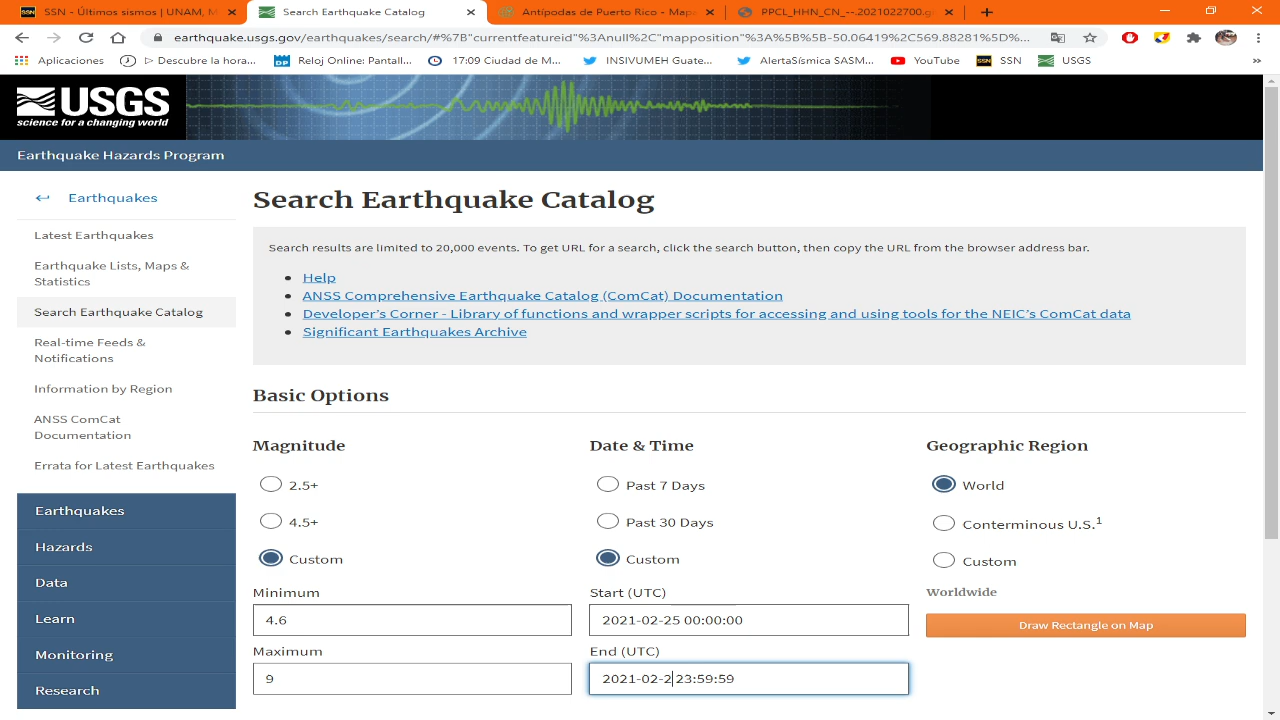 SSN - Últimos sismos | UNAM, M
Search Earthquake Catalog
Antípodas de Puerto Rico - Map
PPCL_HHN_CN_--.2021022700.gi
earthquake.usgs.gov/earthquakes/search/#%7B"currentfeatureid"%3Anull%2C"mapposition"%3A%5B%5B-50.06419%2C569.88281%5D%...
Aplicaciones
ᐅ Descubre la hora...
Reloj Online: Pantall...
17:09 Ciudad de M...
INSIVUMEH Guate...
AlertaSísmica SASM...
YouTube
SSN
USGS
»
USGS
science for a changing world
Earthquake Hazards Program
Earthquakes
Latest Earthquakes
Earthquake Lists, Maps &
Statistics
Search Earthquake Catalog
Real-time Feeds &
Notifications
Information by Region
ANSS ComCat
Documentation
Errata for Latest Earthquakes
Earthquakes
Hazards
Data
Learn
Monitoring
Research
Search Earthquake Catalog
Search results are limited to 20,000 events. To get URL for a search, click the search button, then copy the URL from the browser address bar.
Help
ANSS Comprehensive Earthquake Catalog (ComCat) Documentation
Developer's Corner - Library of functions and wrapper scripts for accessing and using tools for the NEIC's ComCat data
Significant Earthquakes Archive
Basic Options
Magnitude
2.5+
4.5+
Custom
Minimum
4.6
Maximum
9
Date & Time
Past 7 Days
Past 30 Days
Custom
Start (UTC)
2021-02-25 00:00:00
End (UTC)
2021-02-2 23:59:59
Geographic Region
World
Conterminous U.S.1
Custom
Worldwide
Draw Rectangle on Map